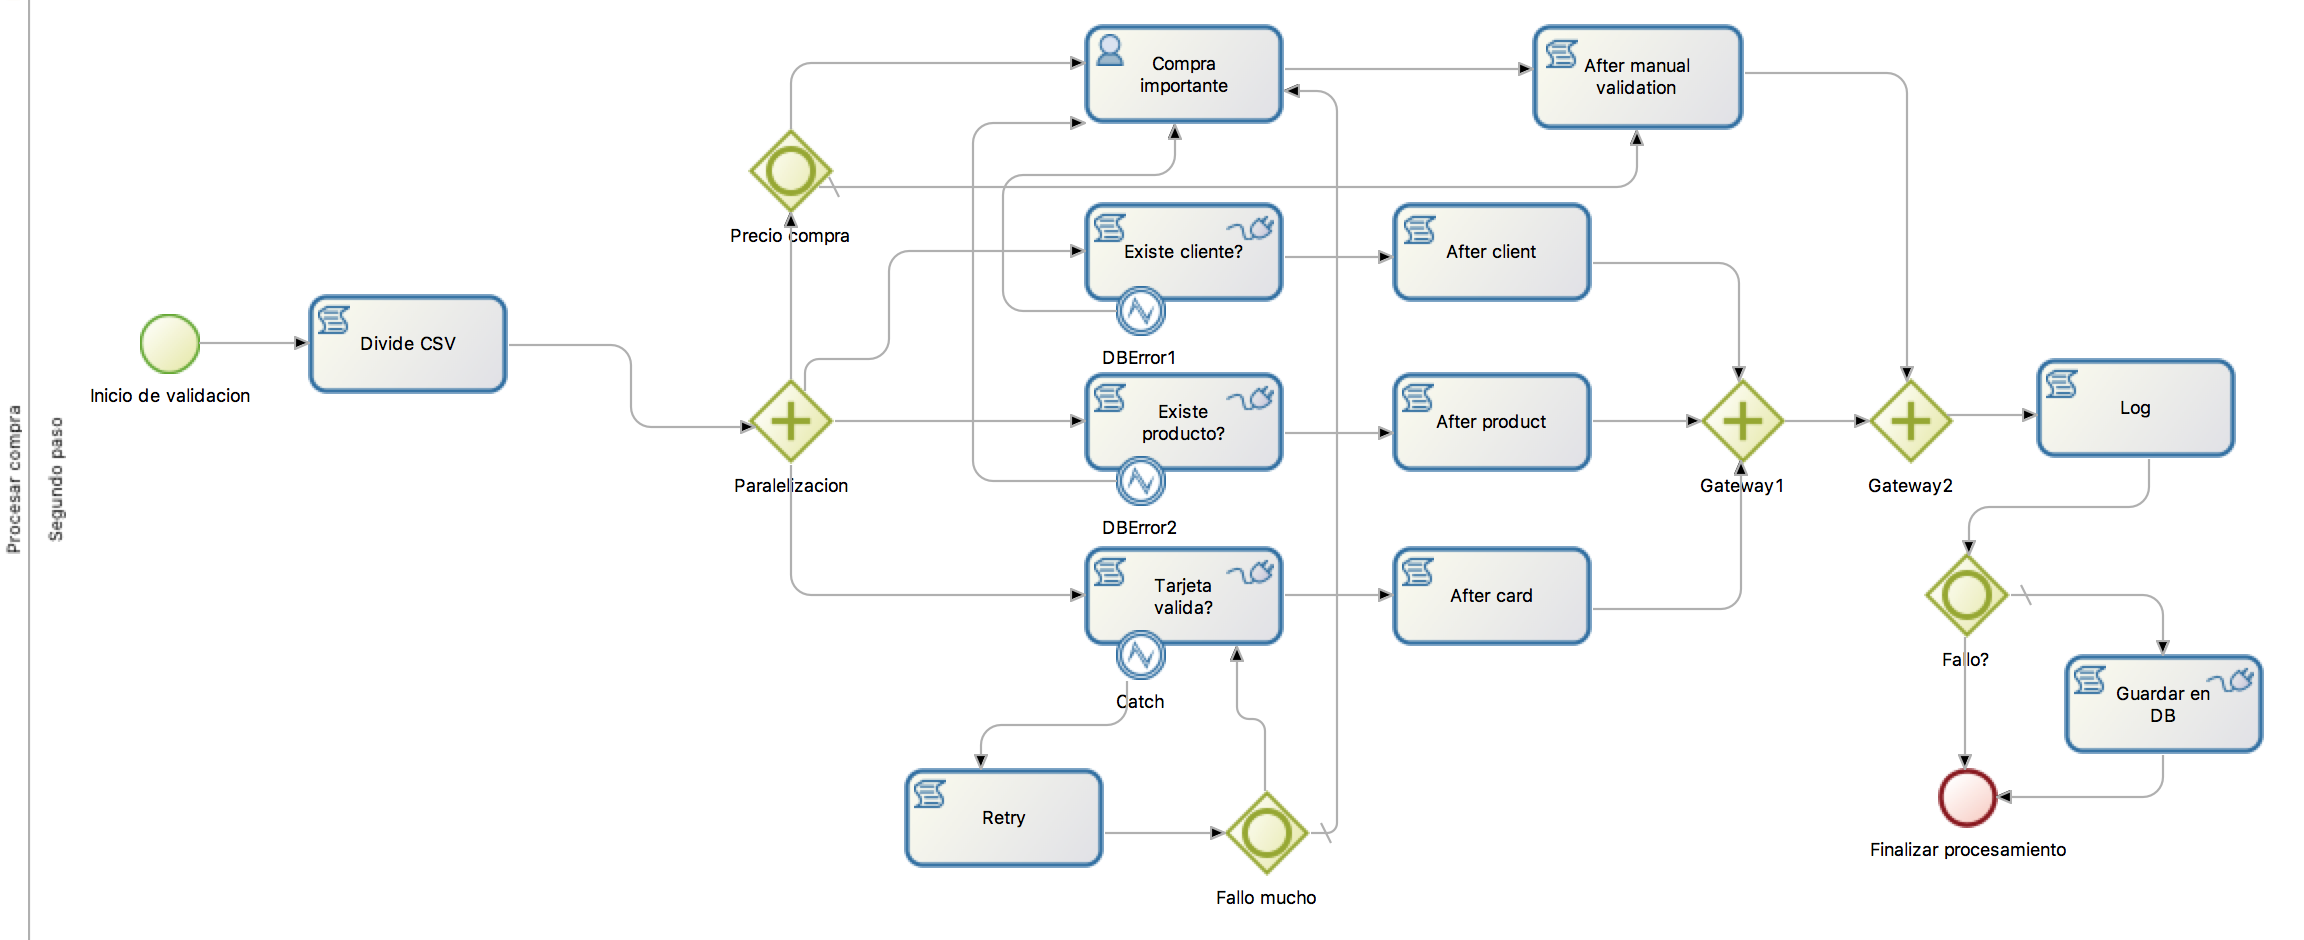 Procesar compra
Segundo paso
Inicio de validacion
Divide CSV
Precio compra
Paralelizacion
Compra
importante
After manual
validation
Existe cliente?
DBError1
After client
Existe
producto?
DBError2
After product
Tarjeta
valida?
Catch
After card
Retry
Fallo mucho
Gateway1
Gateway2
Log
Fallo?
Guardar en
DB
Finalizar procesamiento